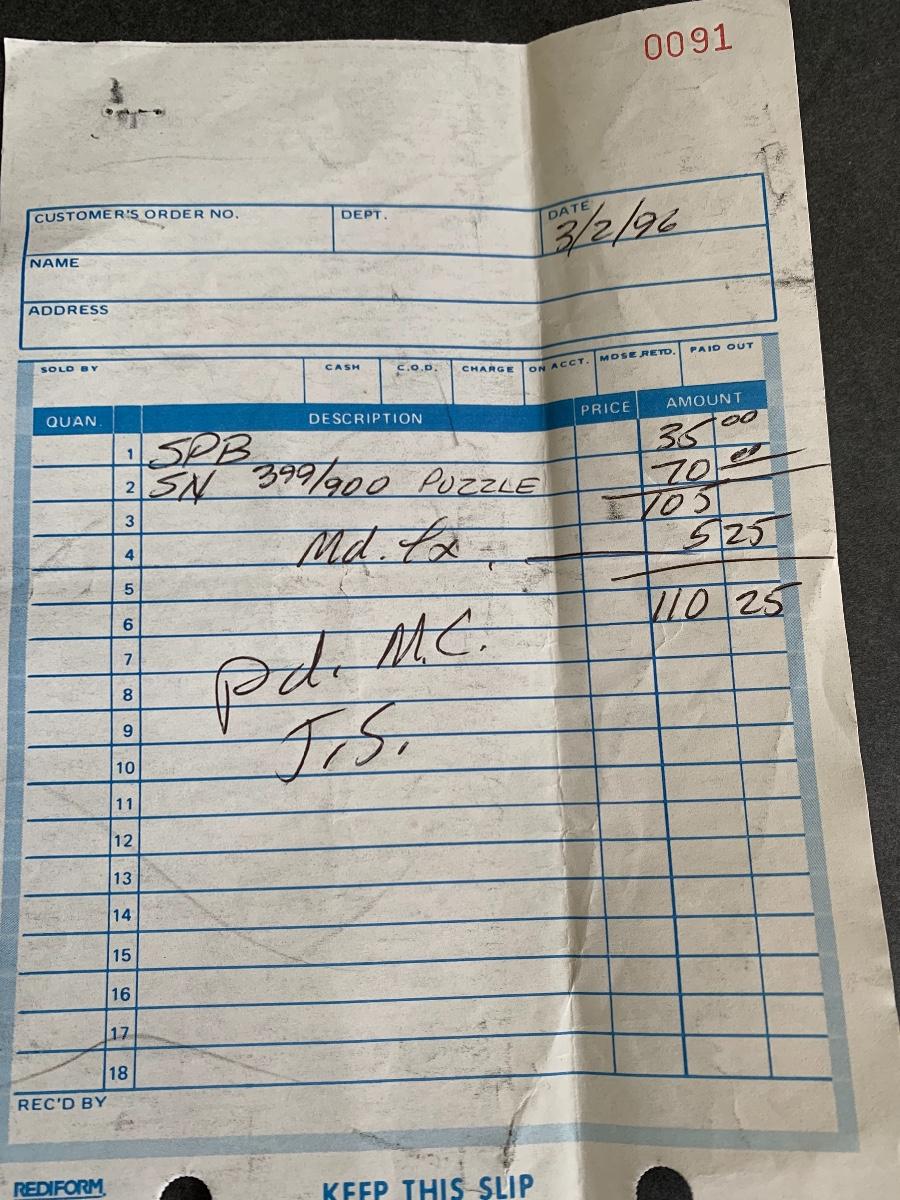 0091
CUSTOMER'S ORDER NO. DEPT. DATE 3/2/96
NAME
ADDRESS
SOLD BY CASH C.O.D. CHARGE ON ACCT. MDSE. RETD. PAID OUT
QUAN. DESCRIPTION PRICE AMOUNT
1 SPB 35 00
2 SN 399/900 PUZZLE 70 00
3 105
4 Md. tx 5 25
5
6 110 25
7 pd. M.C.
8
9 J.S.
10
11
12
13
14
15
16
17
18
REC'D BY
REDIFORM. KEEP THIS SLIP